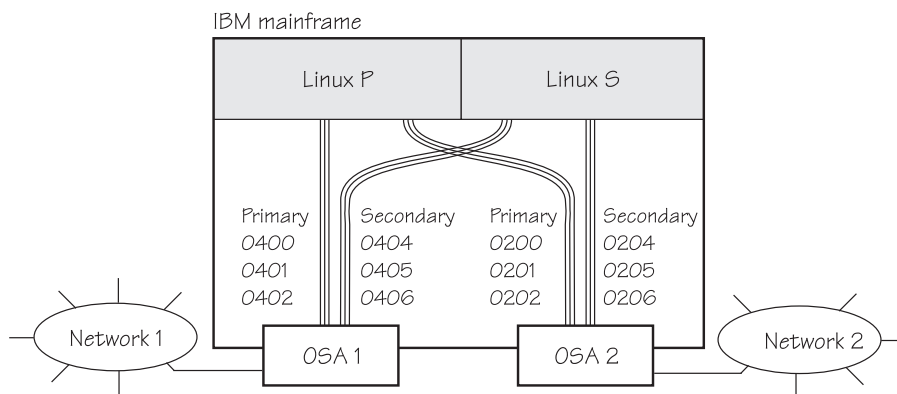 IBM mainframe
Linux P
Linux S
Primary
0400
0401
0402
Secondary
0404
0405
0406
Primary
0200
0201
0202
Secondary
0204
0205
0206
Network 1
OSA 1
OSA 2
Network 2